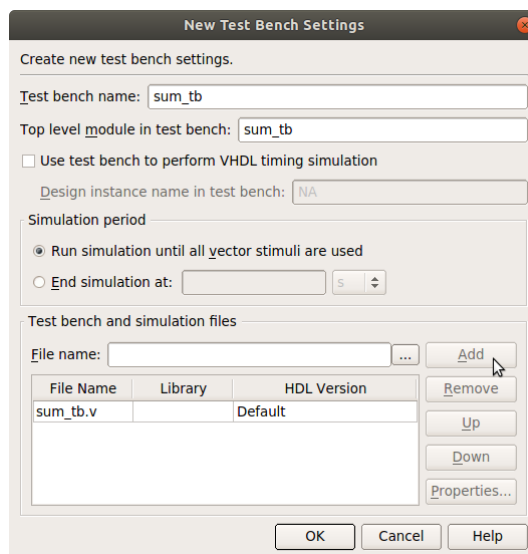 New Test Bench Settings
Create new test bench settings.
Test bench name: sum_tb
Top level module in test bench: sum_tb
Use test bench to perform VHDL timing simulation
Design instance name in test bench: NA
Simulation period
Run simulation until all vector stimuli are used
End simulation at: s
Test bench and simulation files
File name: ... Add
File Name Library HDL Version Remove
sum_tb.v Default
Up
Down
Properties...
OK Cancel Help